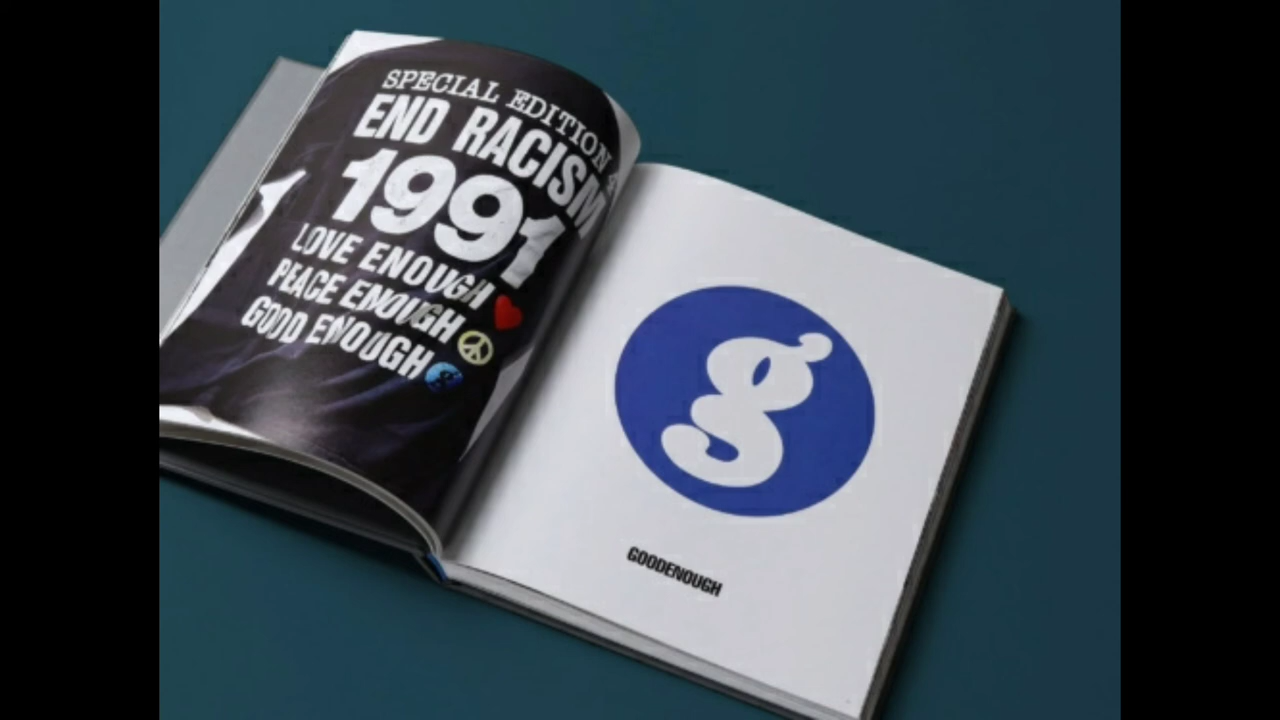 SPECIAL EDITION
END RACISM
1991
LOVE ENOUGH
PEACE ENOUGH
GOOD ENOUGH
g
GOODENOUGH